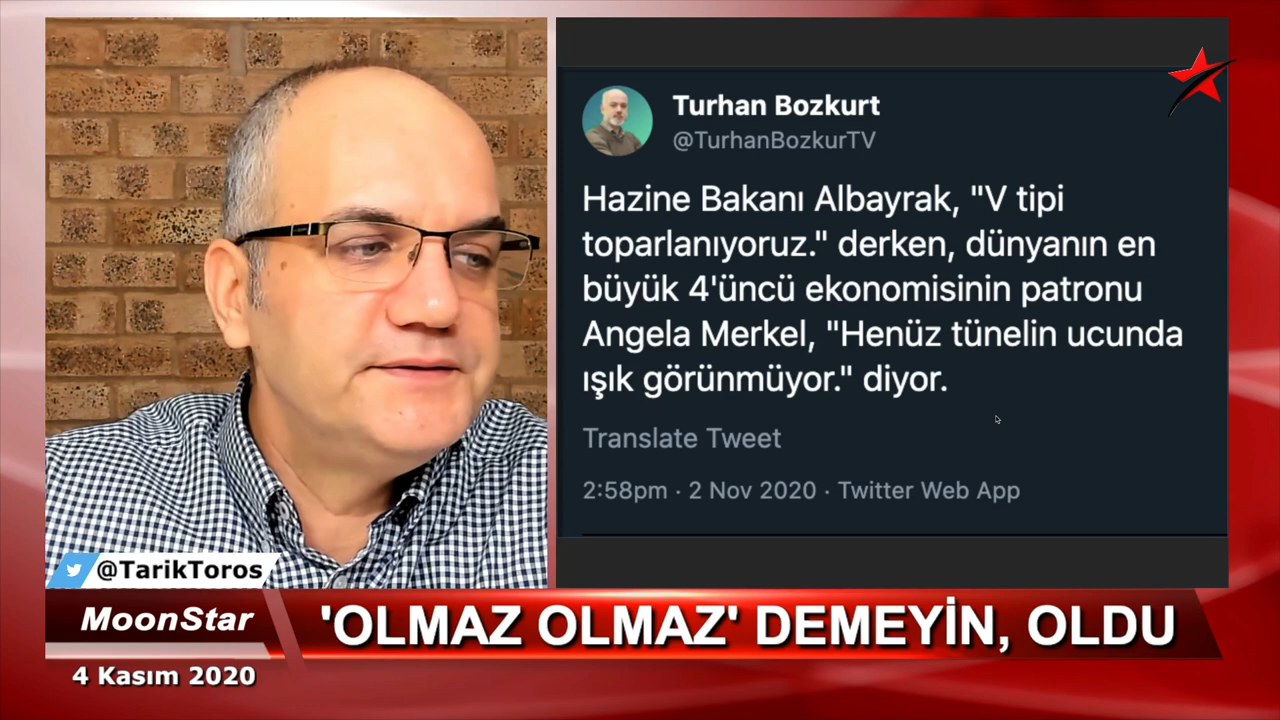 Turhan Bozkurt
@TurhanBozkurTV
Hazine Bakanı Albayrak, "V tipi
toparlanıyoruz." derken, dünyanın en
büyük 4'üncü ekonomisinin patronu
Angela Merkel, "Henüz tünelin ucunda
ışık görünmüyor." diyor.
Translate Tweet
2:58pm · 2 Nov 2020 · Twitter Web App
@TarikToros
MoonStar
'OLMAZ OLMAZ' DEMEYİN, OLDU
4 Kasım 2020